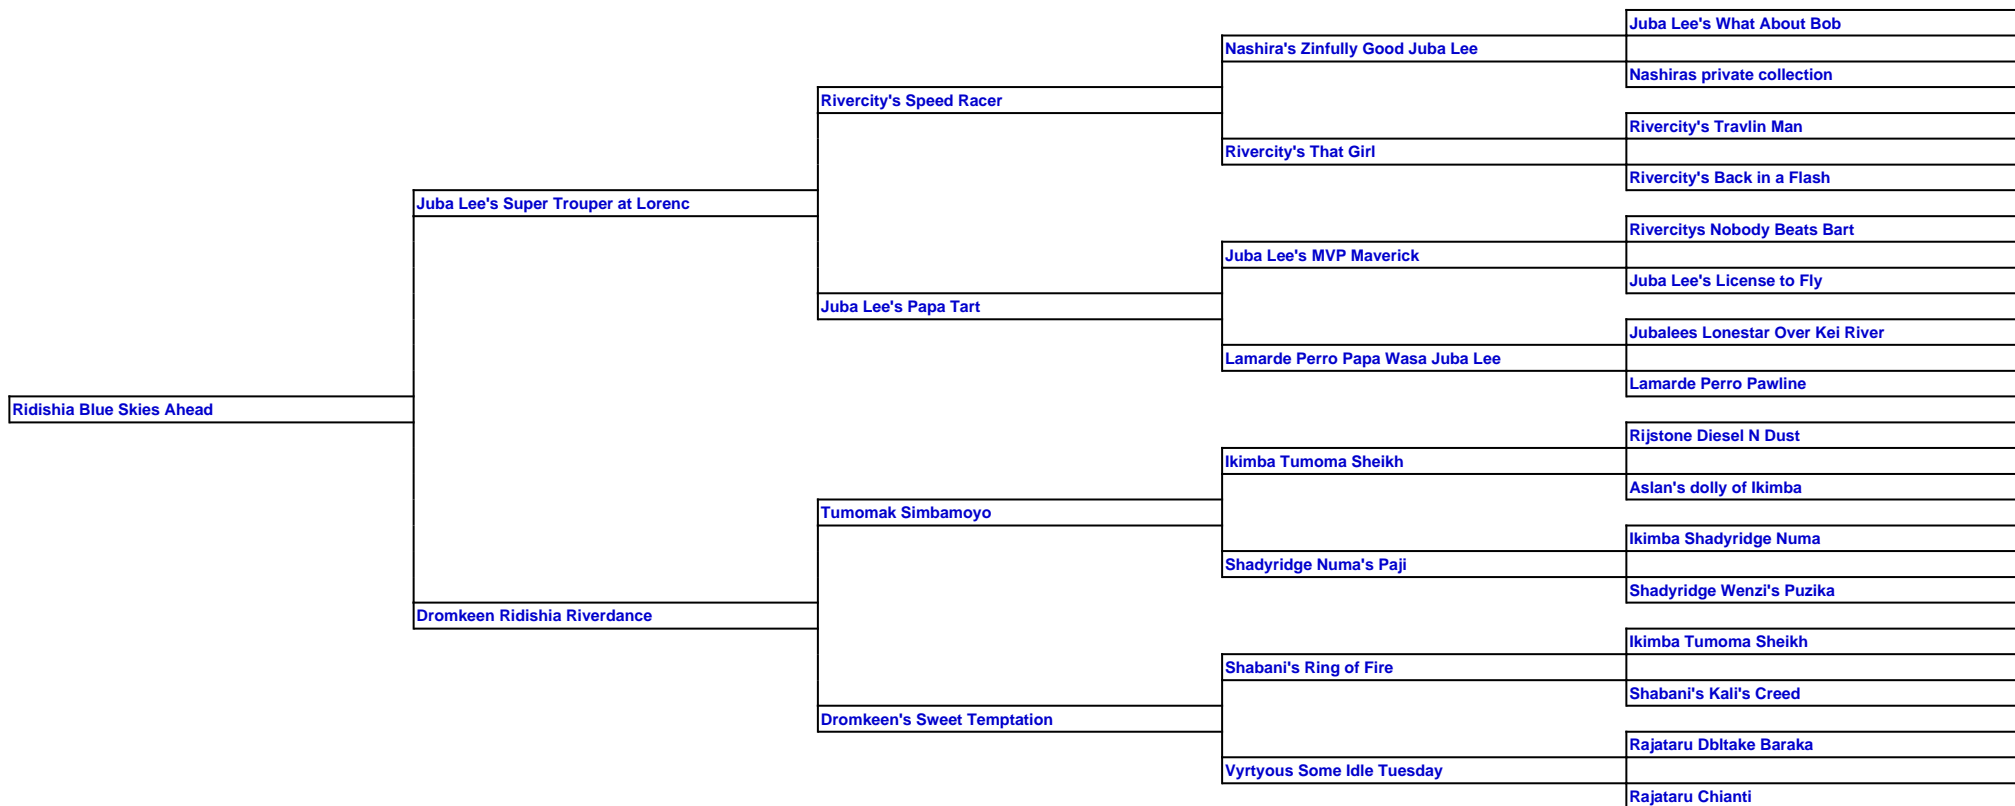 Juba Lee's What About Bob
Nashira's Zinfully Good Juba Lee
Nashiras private collection
Rivercity's Speed Racer
Rivercity's Travlin Man
Rivercity's That Girl
Rivercity's Back in a Flash
Juba Lee's Super Trouper at Lorenc
Rivercitys Nobody Beats Bart
Juba Lee's MVP Maverick
Juba Lee's License to Fly
Juba Lee's Papa Tart
Jubalees Lonestar Over Kei River
Lamarde Perro Papa Wasa Juba Lee
Lamarde Perro Pawline
Ridishia Blue Skies Ahead
Rijstone Diesel N Dust
Ikimba Tumoma Sheikh
Aslan's dolly of Ikimba
Tumomak Simbamoyo
Ikimba Shadyridge Numa
Shadyridge Numa's Paji
Shadyridge Wenzi's Puzika
Dromkeen Ridishia Riverdance
Ikimba Tumoma Sheikh
Shabani's Ring of Fire
Shabani's Kali's Creed
Dromkeen's Sweet Temptation
Rajataru Dbltake Baraka
Vyrtyous Some Idle Tuesday
Rajataru Chianti